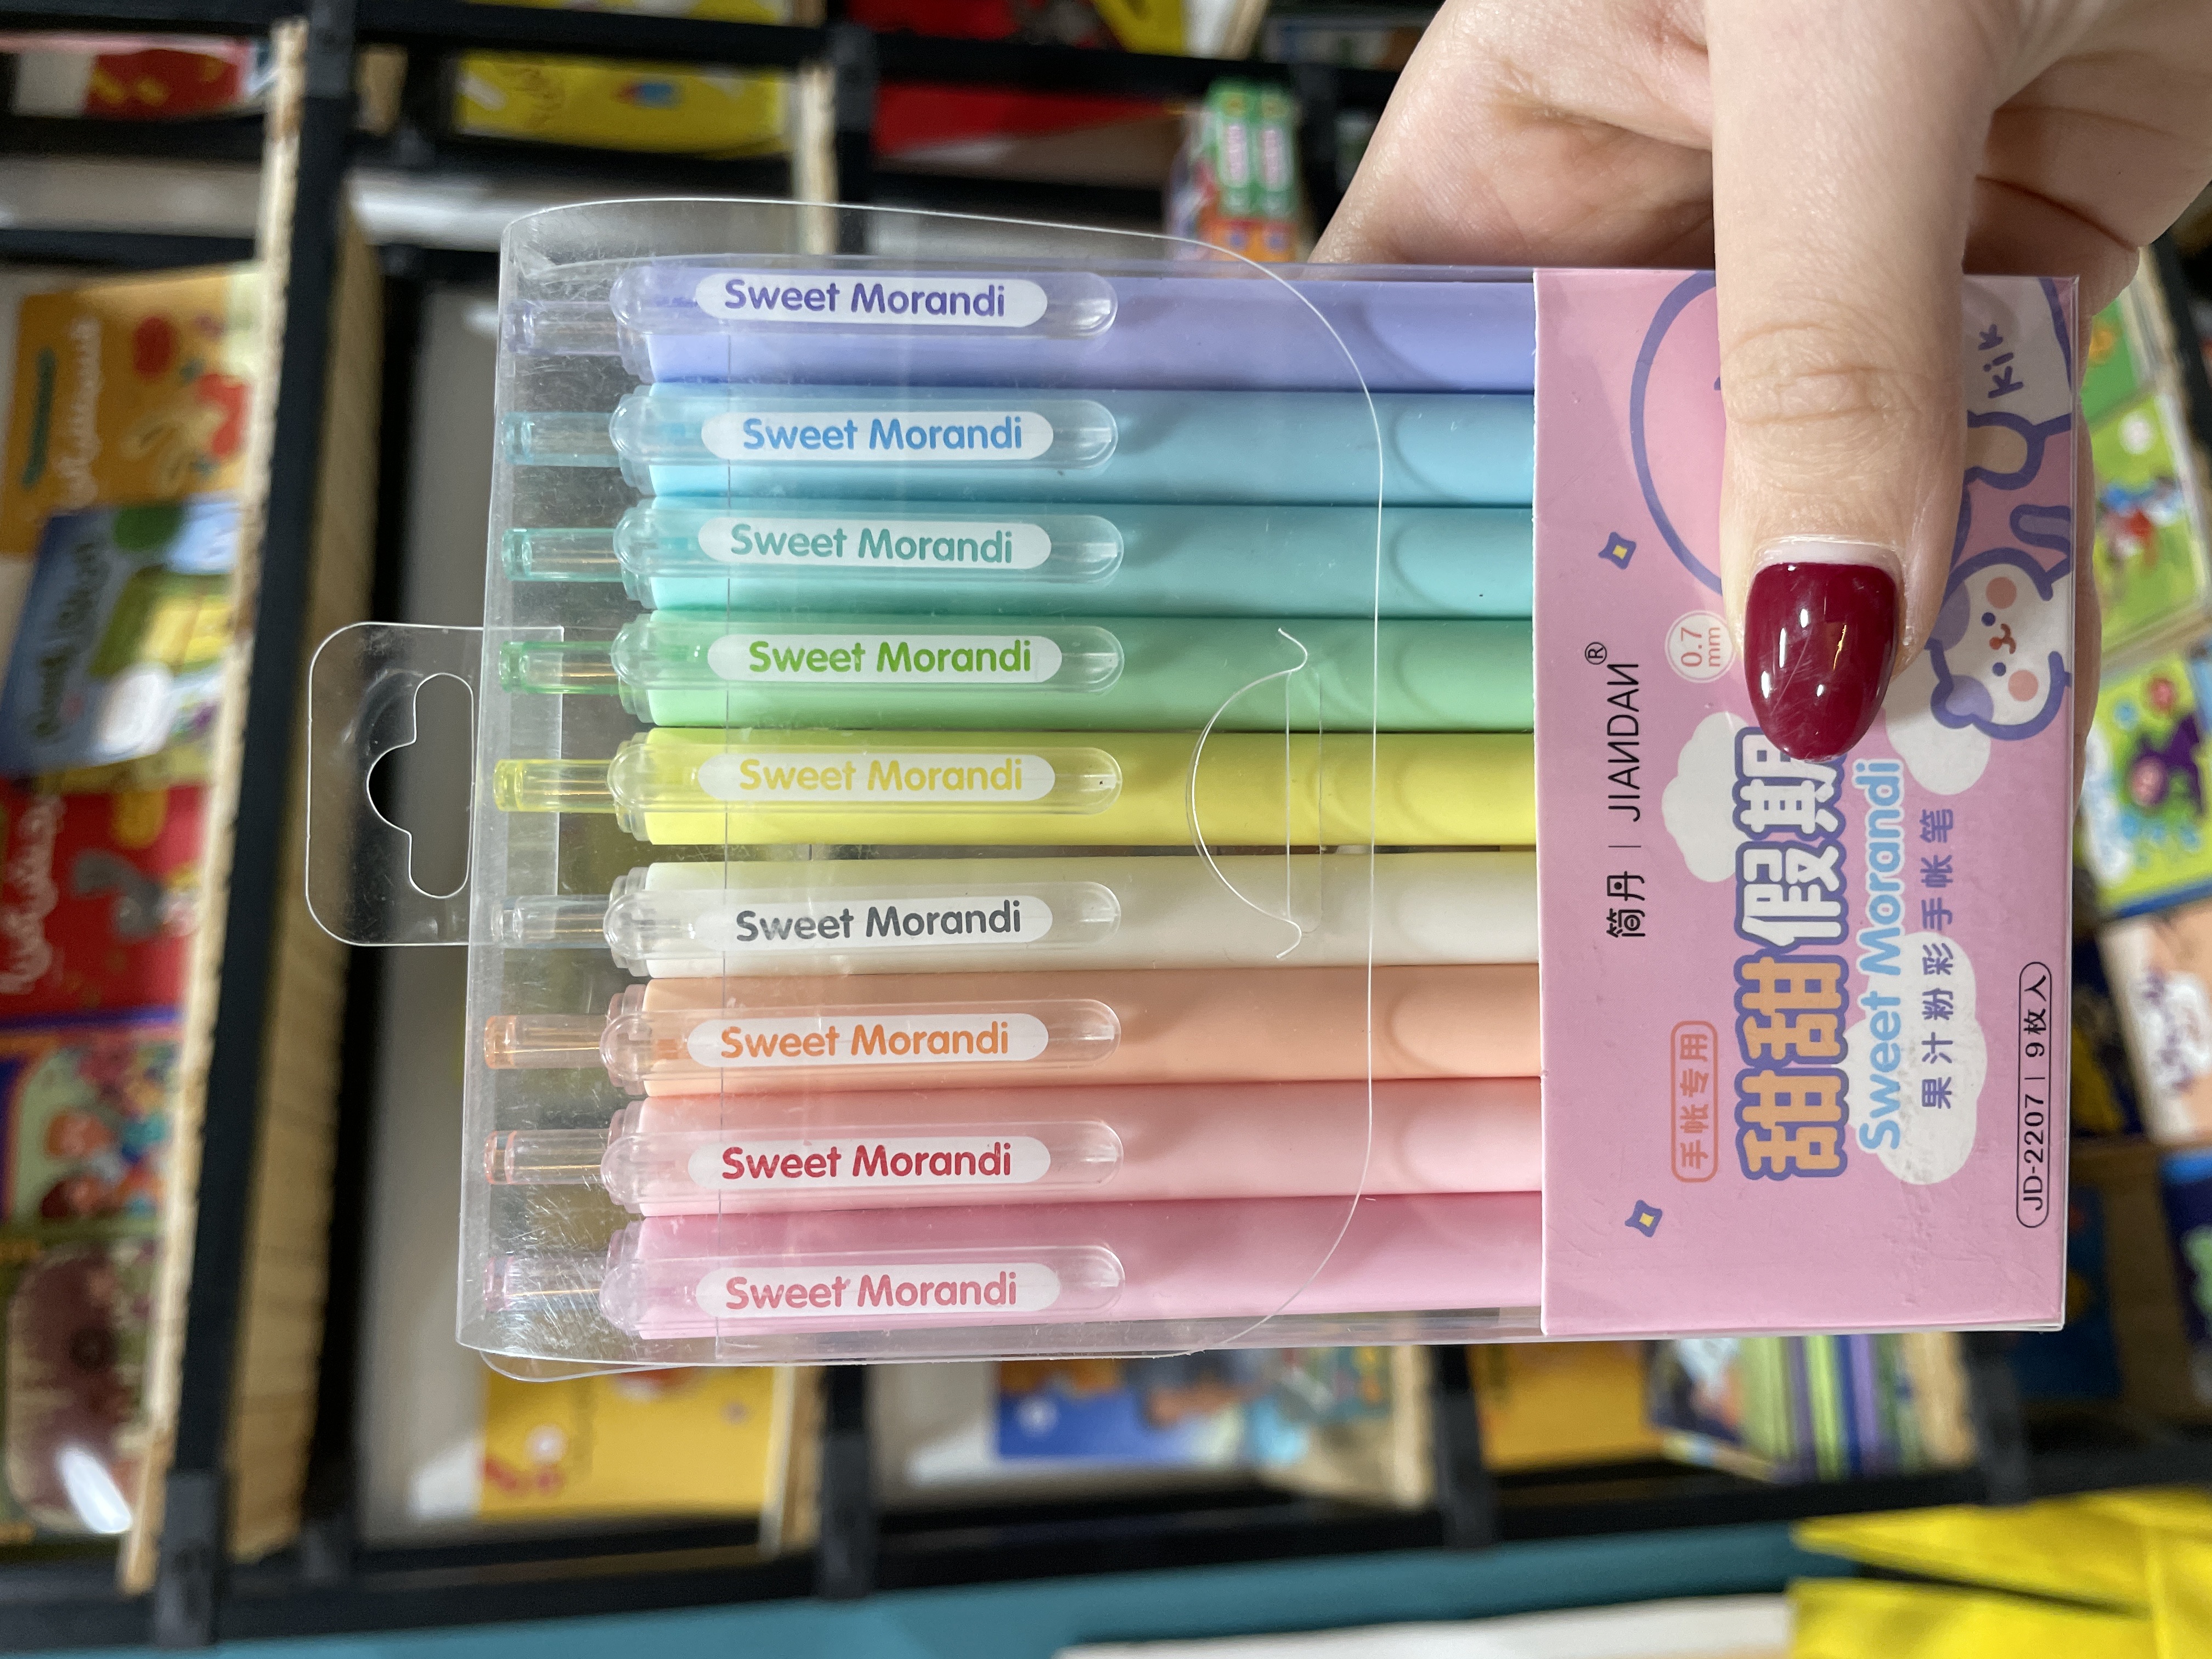 Sweet Morandi
Sweet Morandi
Sweet Morandi
Sweet Morandi
Sweet Morandi
Sweet Morandi
Sweet Morandi
Sweet Morandi
Sweet Morandi
简丹 | JIANDAN®
手帐专用
0.7
mm
甜甜假期
Sweet Morandi
果汁粉彩手帐笔
JD-2207 | 9枚入
kik